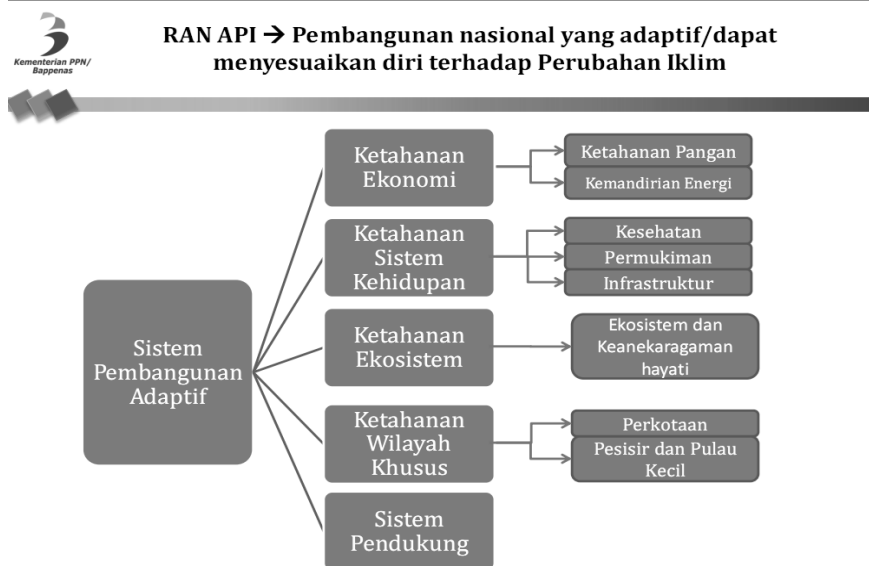 Kementerian PPN/
Bappenas
RAN API → Pembangunan nasional yang adaptif/dapat
menyesuaikan diri terhadap Perubahan Iklim
Sistem
Pembangunan
Adaptif
Ketahanan
Ekonomi
Ketahanan Pangan
Kemandirian Energi
Ketahanan
Sistem
Kehidupan
Kesehatan
Permukiman
Infrastruktur
Ketahanan
Ekosistem
Ekosistem dan
Keanekaragaman
hayati
Ketahanan
Wilayah
Khusus
Perkotaan
Pesisir dan Pulau
Kecil
Sistem
Pendukung